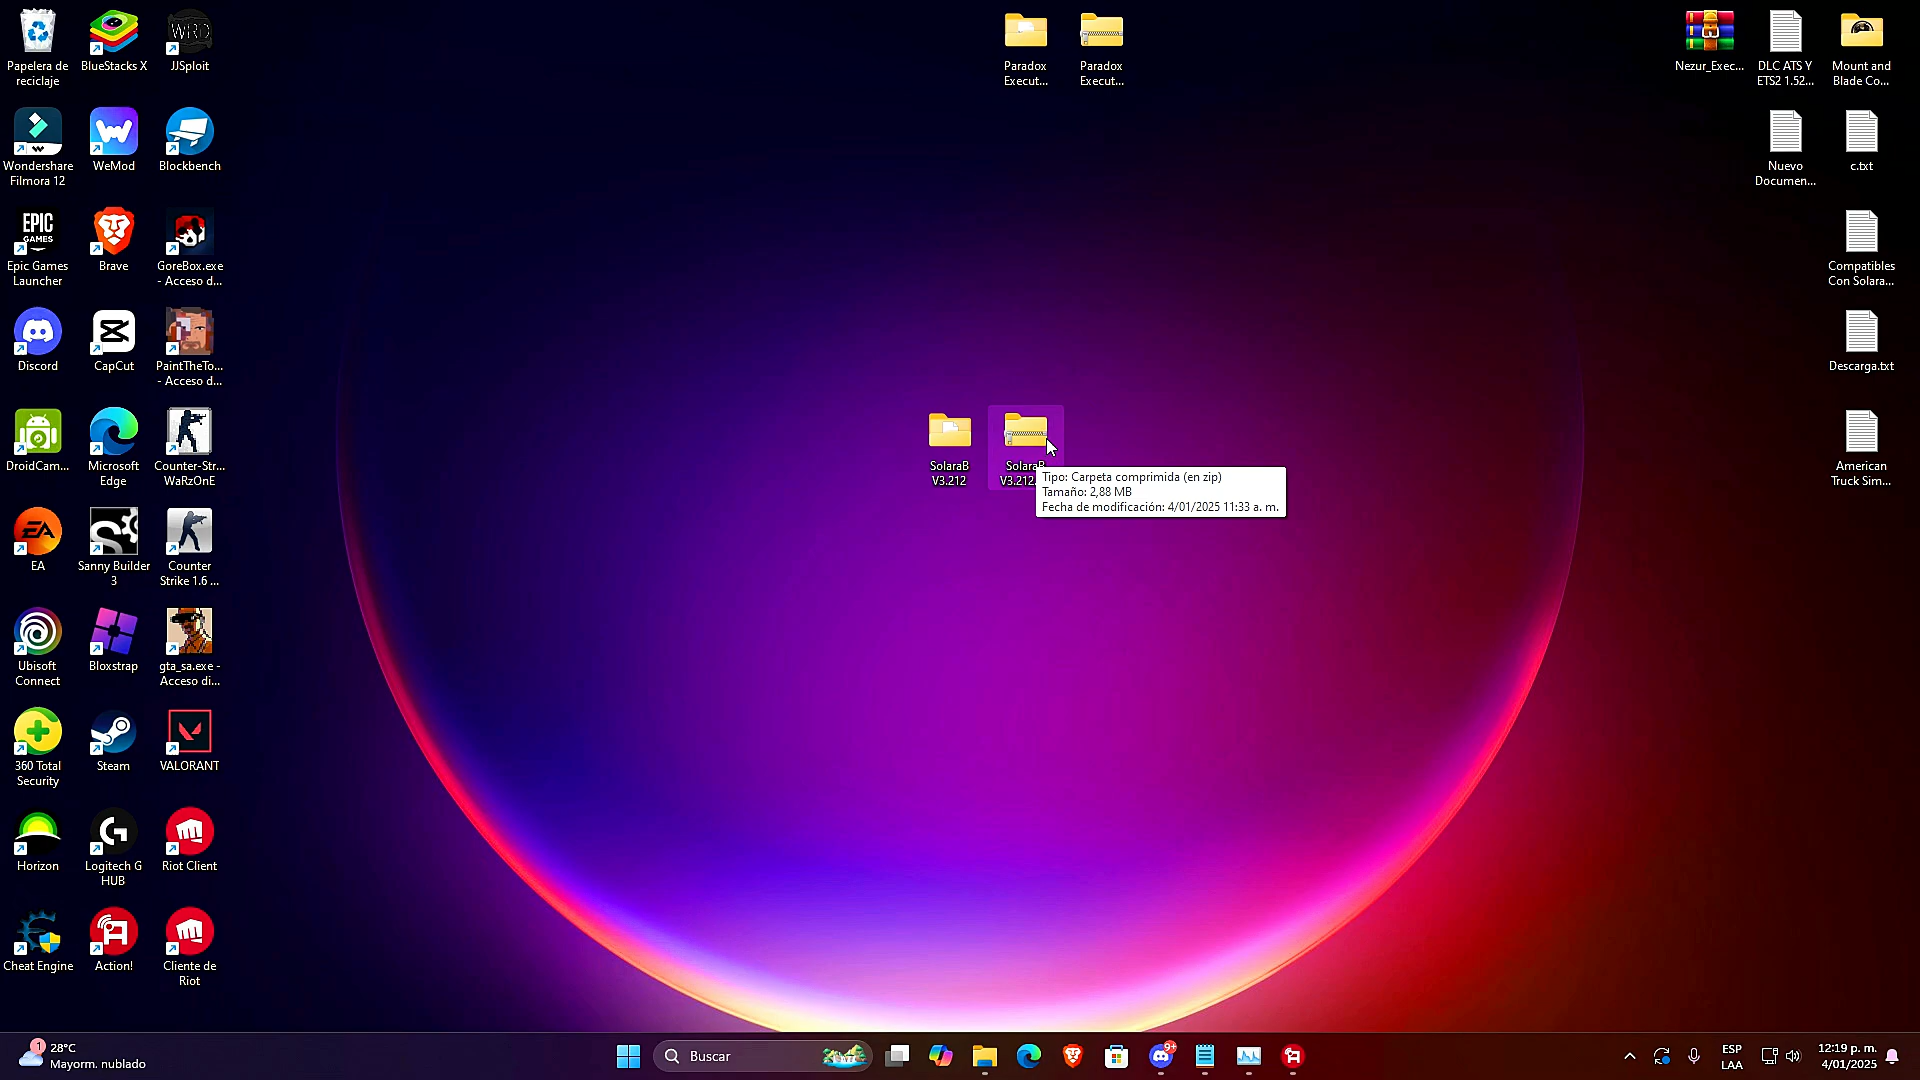 Papelera de
reciclaje
BlueStacks X
WRD
JJSploit
Wondershare
Filmora 12
WeMod
Blockbench
EPIC
GAMES
Epic Games
Launcher
Brave
GoreBox.exe
- Acceso d...
Discord
CapCut
PaintTheTo...
- Acceso d...
DroidCam...
Microsoft
Edge
Counter-Str...
WaRzOnE
EA
EA
Sanny Builder
3
Counter
Strike 1.6 ...
Ubisoft
Connect
Bloxstrap
gta_sa.exe -
Acceso di...
360 Total
Security
Steam
VALORANT
Horizon
Logitech G
HUB
Riot Client
Cheat Engine
Action!
Cliente de
Riot
Paradox
Execut...
Paradox
Execut...
SolaraB
V3.212
SolaraB
V3.212.
Tipo: Carpeta comprimida (en zip)
Tamaño: 2,88 MB
Fecha de modificación: 4/01/2025 11:33 a. m.
Nezur_Exec...
DLC ATS Y
ETS2 1.52...
Mount and
Blade Co...
Nuevo
Documen...
c.txt
Compatibles
Con Solara...
Descarga.txt
American
Truck Sim...
1
28°C
Mayorm. nublado
Buscar
9+
ESP
LAA
12:19 p. m.
4/01/2025